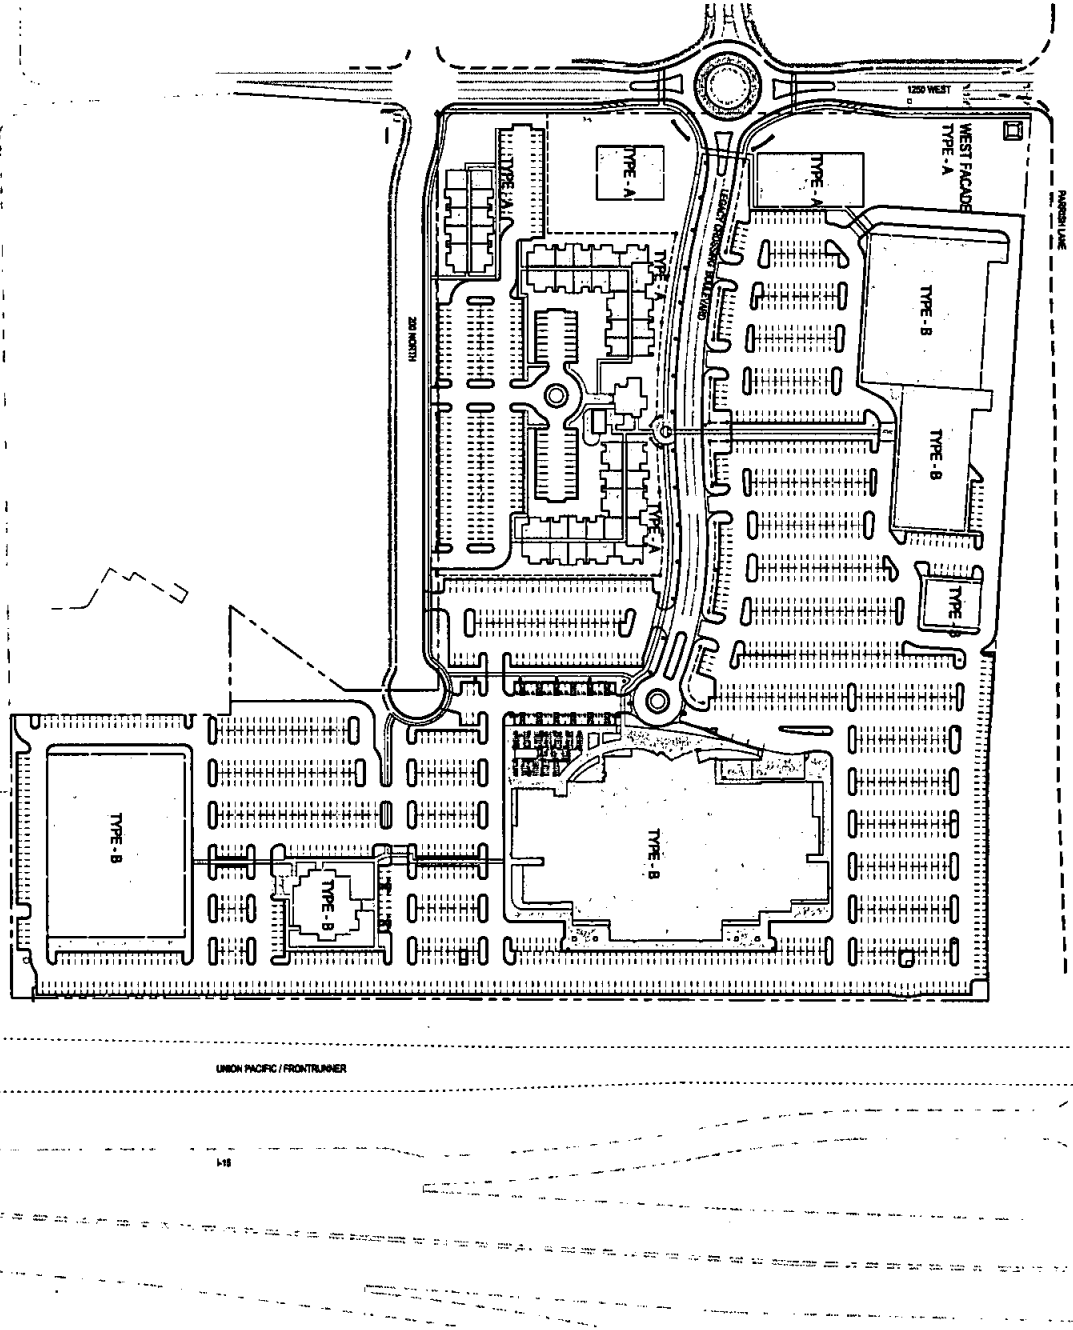 1250 WEST
WEST FACADE
TYPE - A
PARRISH LANE
TYPE - A
TYPE - A
TYPE - A
LEGACY CROSSING BOULEVARD
TYPE - A
TYPE - B
200 NORTH
TYPE - B
TYPE - A
TYPE - B
TYPE - B
TYPE - B
TYPE - B
UNION PACIFIC / FRONTRUNNER
I-15